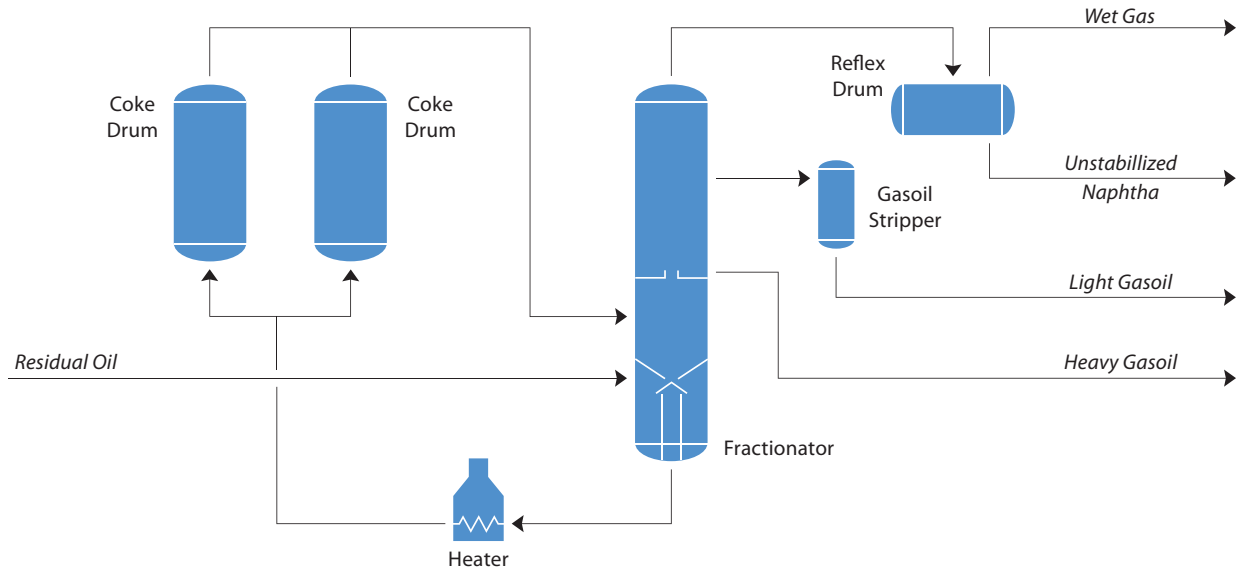 Wet Gas
Reflex
Drum
Coke
Drum
Coke
Drum
Unstabillized
Naphtha
Gasoil
Stripper
Light Gasoil
Residual Oil
Heavy Gasoil
Fractionator
Heater